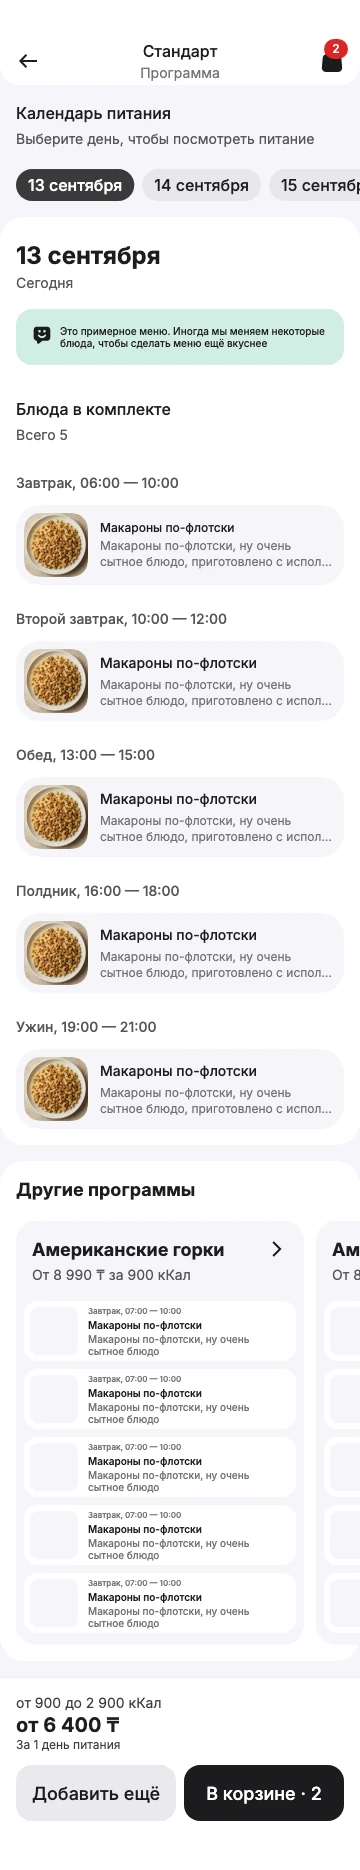 Стандарт
Программа
2
Календарь питания
Выберите день, чтобы посмотреть питание
13 сентября
14 сентября
15 сентяб
13 сентября
Сегодня
Это примерное меню. Иногда мы меняем некоторые
блюда, чтобы сделать меню ещё вкуснее
Блюда в комплекте
Всего 5
Завтрак, 06:00 — 10:00
Макароны по-флотски
Макароны по-флотски, ну очень
сытное блюдо, приготовлено с испол...
Второй завтрак, 10:00 — 12:00
Макароны по-флотски
Макароны по-флотски, ну очень
сытное блюдо, приготовлено с испол...
Обед, 13:00 — 15:00
Макароны по-флотски
Макароны по-флотски, ну очень
сытное блюдо, приготовлено с испол...
Полдник, 16:00 — 18:00
Макароны по-флотски
Макароны по-флотски, ну очень
сытное блюдо, приготовлено с испол...
Ужин, 19:00 — 21:00
Макароны по-флотски
Макароны по-флотски, ну очень
сытное блюдо, приготовлено с испол...
Другие программы
Американские горки
От 8 990 ₸ за 900 кКал
Завтрак, 07:00 — 10:00
Макароны по-флотски
Макароны по-флотски, ну очень
сытное блюдо
Завтрак, 07:00 — 10:00
Макароны по-флотски
Макароны по-флотски, ну очень
сытное блюдо
Завтрак, 07:00 — 10:00
Макароны по-флотски
Макароны по-флотски, ну очень
сытное блюдо
Завтрак, 07:00 — 10:00
Макароны по-флотски
Макароны по-флотски, ну очень
сытное блюдо
Завтрак, 07:00 — 10:00
Макароны по-флотски
Макароны по-флотски, ну очень
сытное блюдо
Ам
От 8
от 900 до 2 900 кКал
от 6 400 ₸
За 1 день питания
Добавить ещё
В корзине · 2